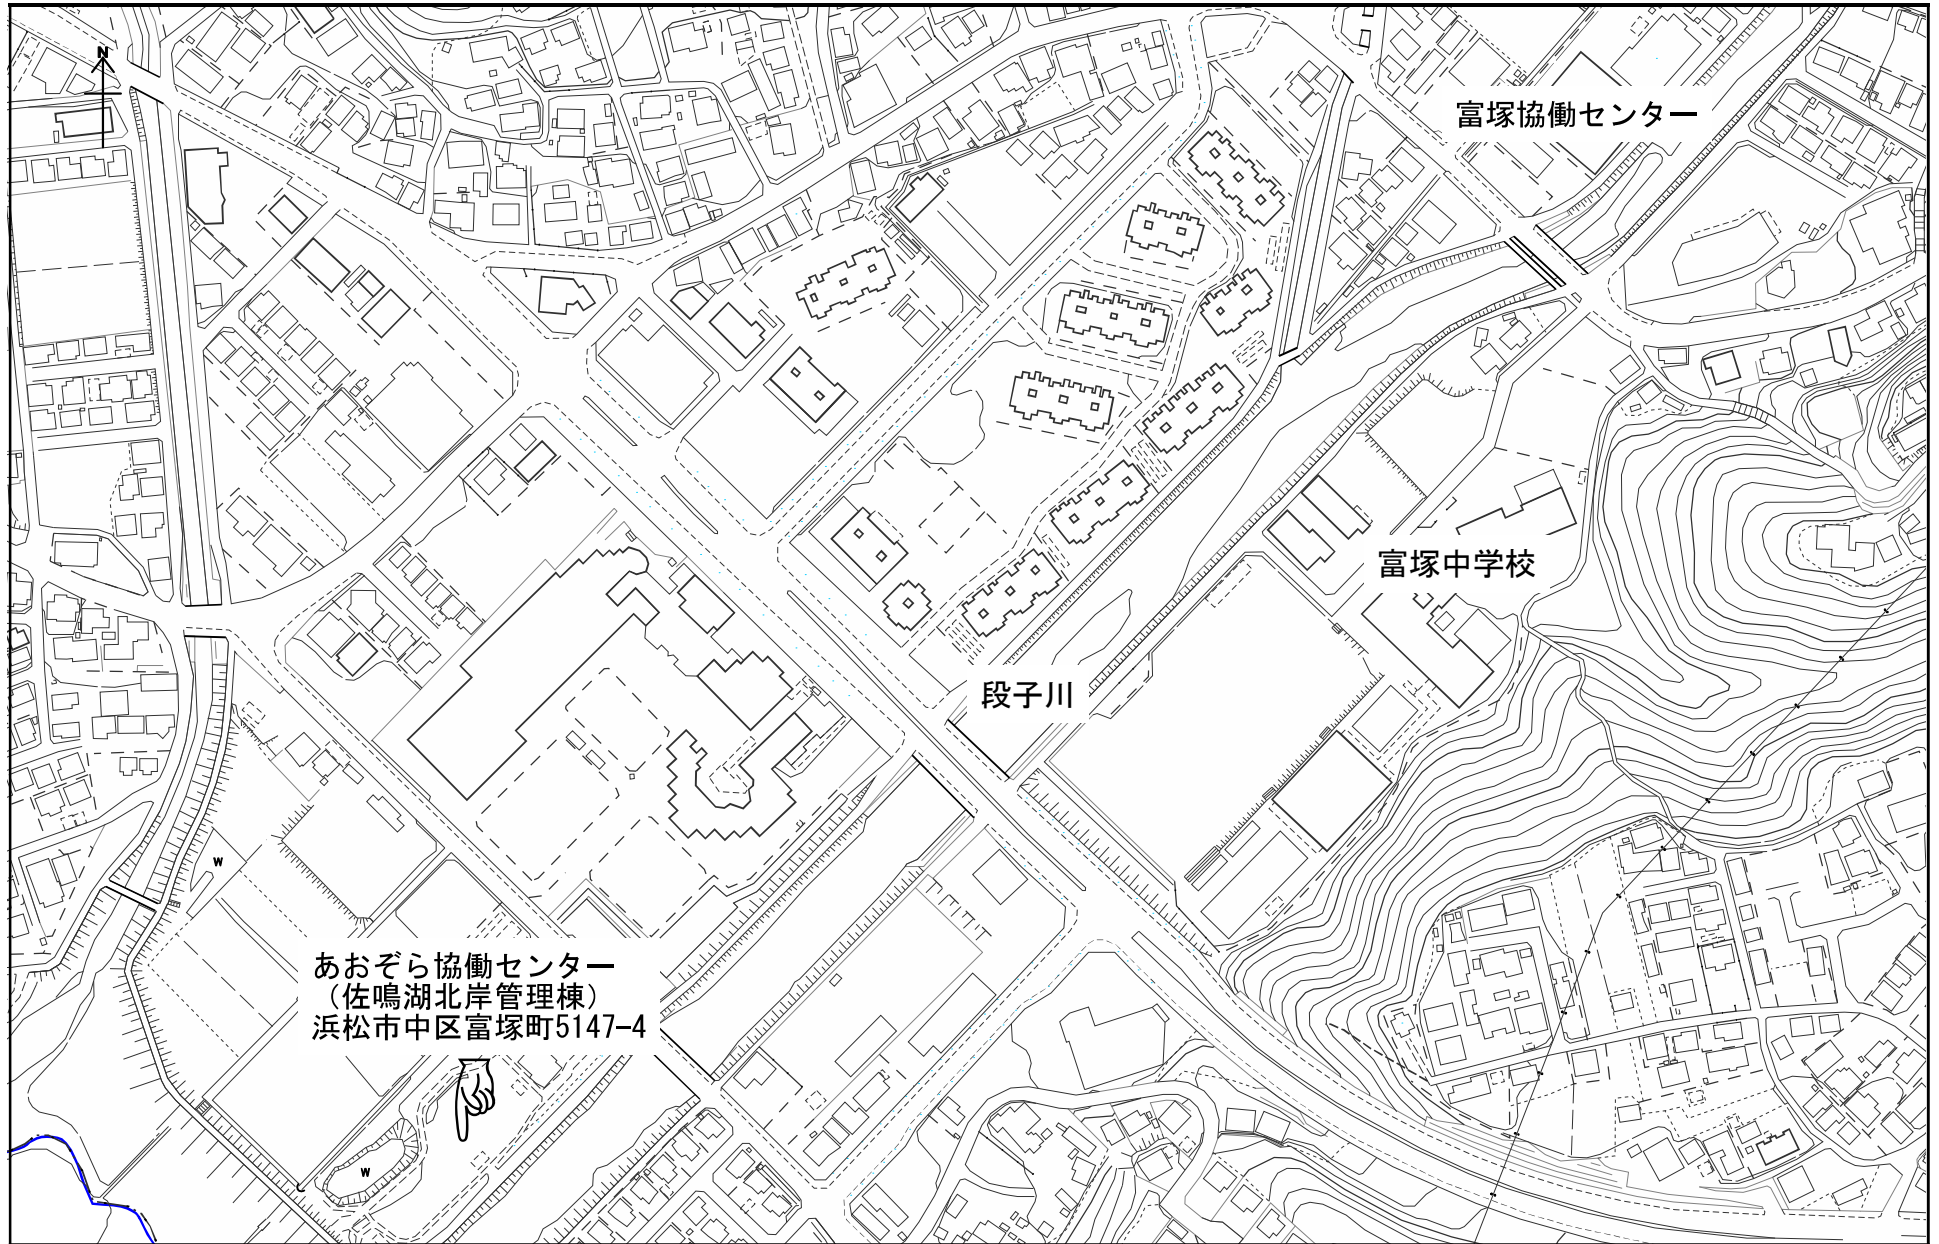 N
富塚協働センター
富塚中学校
段子川
W
あおぞら協働センター
（佐鳴湖北岸管理棟）
浜松市中区富塚町5147-4
W